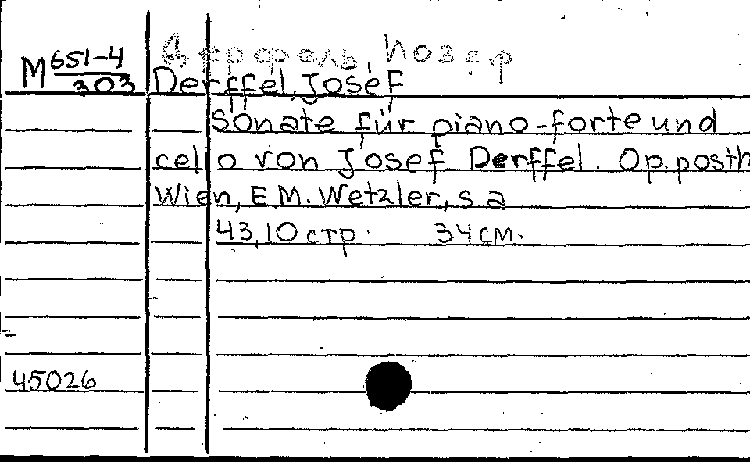 Дерффель, Йозеф
М 651-4
303
Derffel, Josef
Sonate für piano-forte und
cello von Josef Derffel. Op.posth
Wien, E.M. Wetzler, s a
43,10 стр. 34 см.
45026